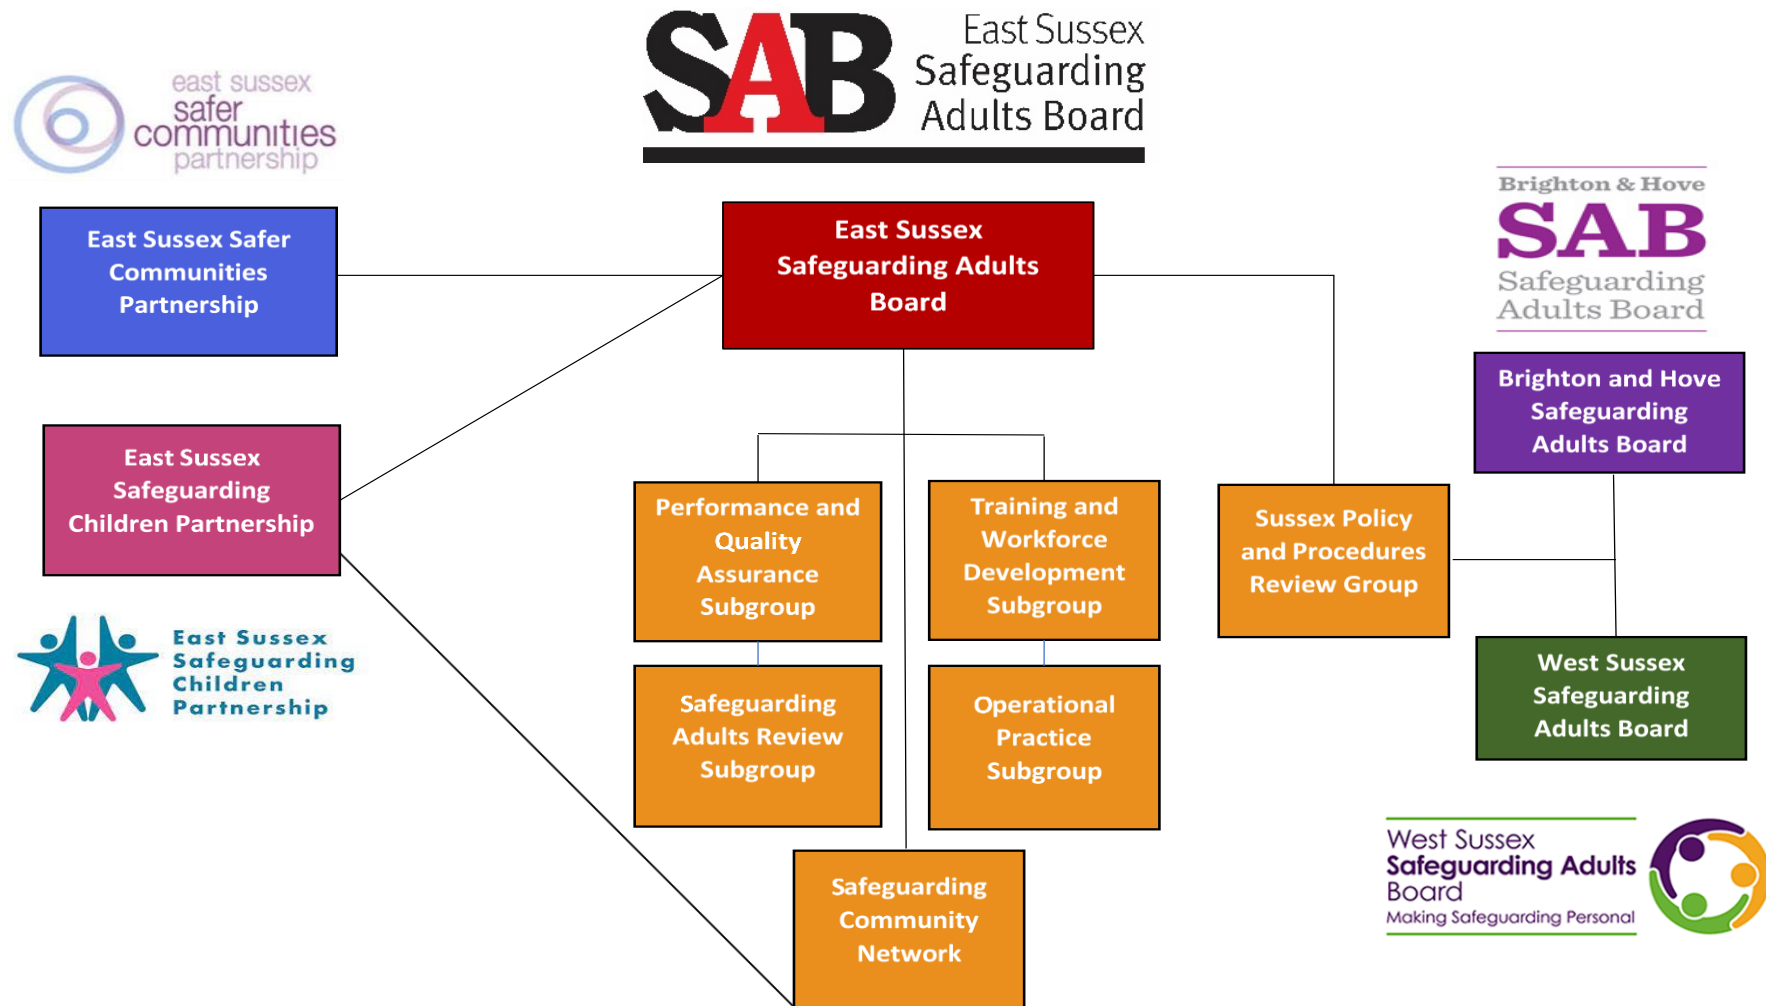 SAB
East Sussex
Safeguarding
Adults Board
east sussex
safer
communities
partnership
East Sussex Safer
Communities
Partnership
East Sussex
Safeguarding Adults
Board
Brighton & Hove
SAB
Safeguarding
Adults Board
Brighton and Hove
Safeguarding
Adults Board
East Sussex
Safeguarding
Children Partnership
Performance and
Quality
Assurance
Subgroup
Training and
Workforce
Development
Subgroup
Sussex Policy
and Procedures
Review Group
East Sussex
Safeguarding
Children
Partnership
Safeguarding
Adults Review
Subgroup
Operational
Practice
Subgroup
West Sussex
Safeguarding
Adults Board
Safeguarding
Community
Network
West Sussex
Safeguarding Adults
Board
Making Safeguarding Personal